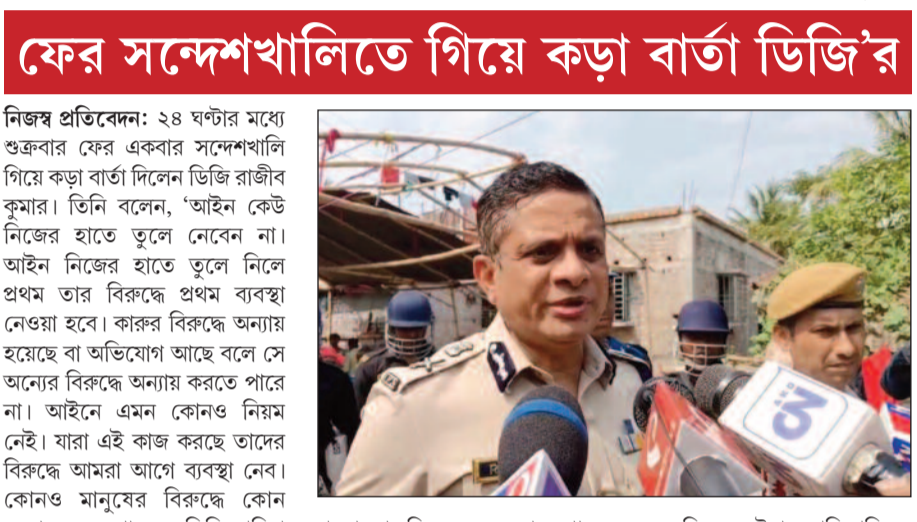 ফের সন্দেশখালিতে গিয়ে কড়া বার্তা ডিজি'র
নিজস্ব প্রতিবেদন: ২৪ ঘণ্টার মধ্যে
শুক্রবার ফের একবার সন্দেশখালি
গিয়ে কড়া বার্তা দিলেন ডিজি রাজীব
কুমার। তিনি বলেন, ‘আইন কেউ
নিজের হাতে তুলে নেবেন না।
আইন নিজের হাতে তুলে নিলে
প্রথম তার বিরুদ্ধে প্রথম ব্যবস্থা
নেওয়া হবে। কারুর বিরুদ্ধে অন্যায়
হয়েছে বা অভিযোগ আছে বলে সে
অন্যের বিরুদ্ধে অন্যায় করতে পারে
না। আইনে এমন কোনও নিয়ম
নেই। যারা এই কাজ করছে তাদের
বিরুদ্ধে আমরা আগে ব্যবস্থা নেব।
কোনও মানুষের বিরুদ্ধে কোন